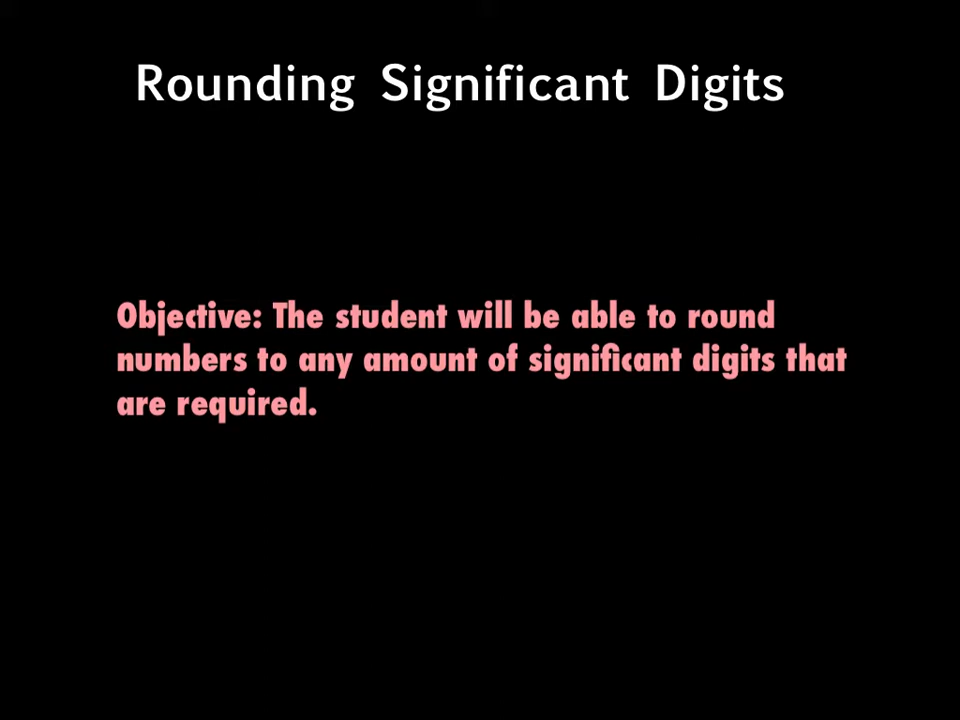 Rounding Significant Digits
Objective: The student will be able to round
numbers to any amount of significant digits that
are required.